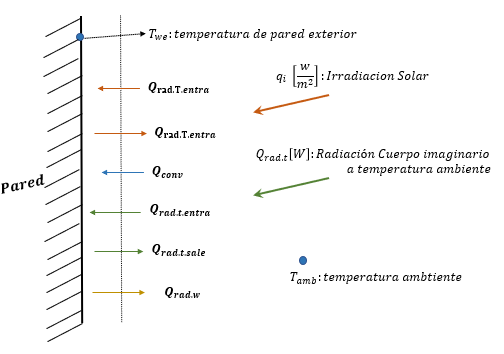 T_we: temperatura de pared exterior
q_i [w/m²]: Irradiacion Solar
Q_rad.T.entra
Q_rad.T.entra
Q_rad.t[W]: Radiación Cuerpo imaginario
a temperatura ambiente
Q_conv
Pared
Q_rad.t.entra
Q_rad.t.sale
T_amb: temperatura ambtiente
Q_rad.w